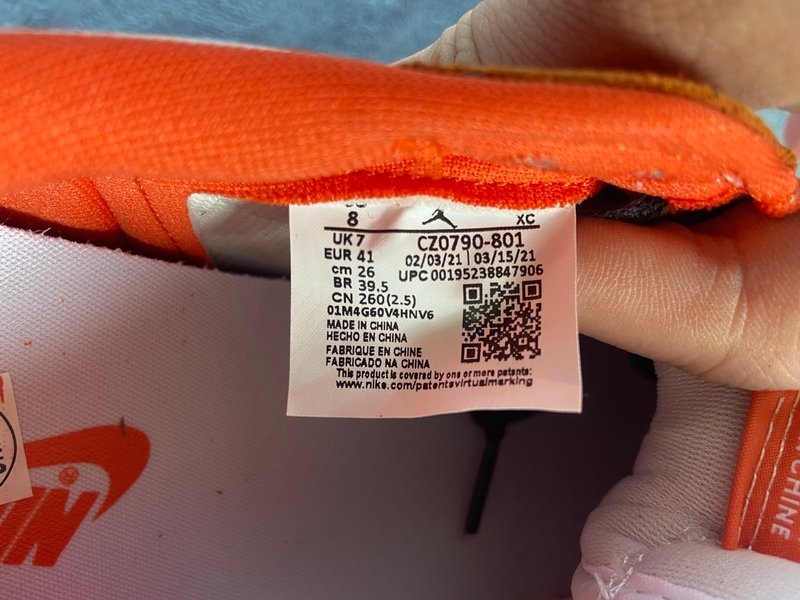 8 XC
UK 7 CZ0790-801
EUR 41 02/03/21 | 03/15/21
cm 26 UPC 00195238847906
BR 39.5
CN 260(2.5)
01M4G60V4HNV6
MADE IN CHINA
HECHO EN CHINA
FABRIQUE EN CHINE
FABRICADO NA CHINA
This product is covered by one or more patents:
www.nike.com/patentsvirtualmarking